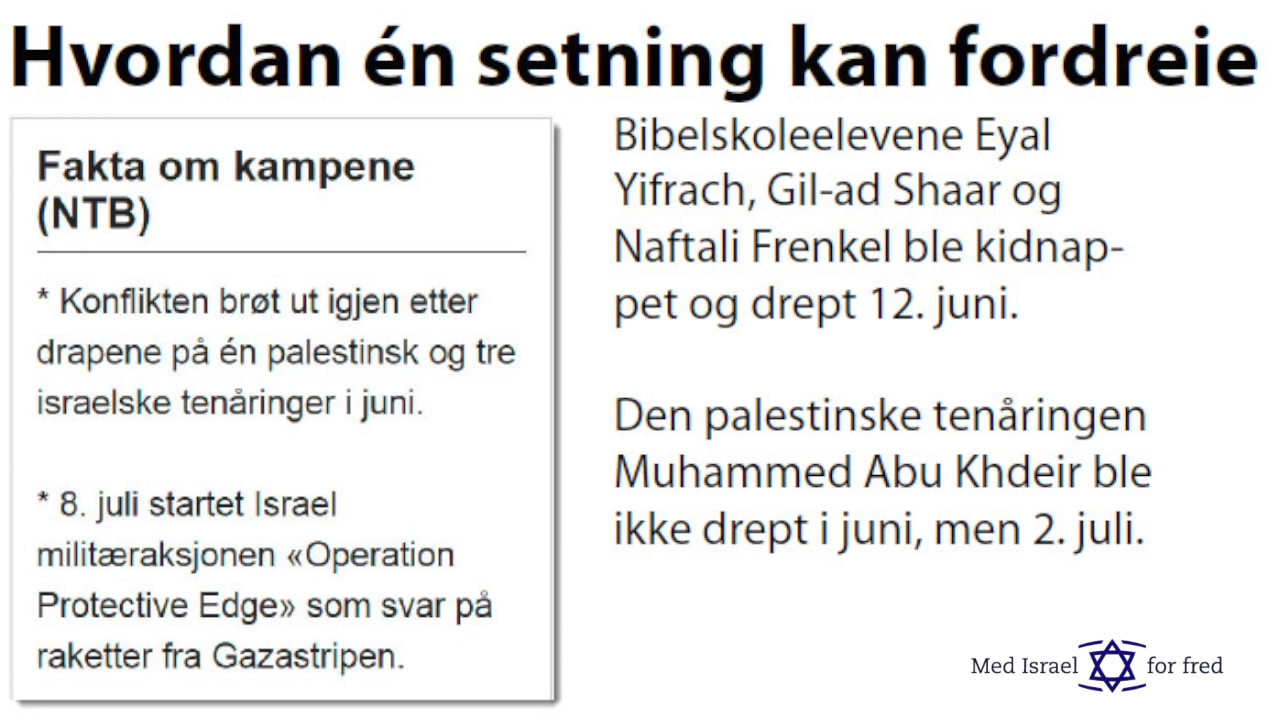 Hvordan én setning kan fordreie
Fakta om kampene
(NTB)
* Konflikten brøt ut igjen etter
drapene på én palestinsk og tre
israelske tenåringer i juni.
* 8. juli startet Israel
militæraksjonen «Operation
Protective Edge» som svar på
raketter fra Gazastripen.
Bibelskoleelevene Eyal
Yifrach, Gil-ad Shaar og
Naftali Frenkel ble kidnap-
pet og drept 12. juni.
Den palestinske tenåringen
Muhammed Abu Khdeir ble
ikke drept i juni, men 2. juli.
Med Israel for fred